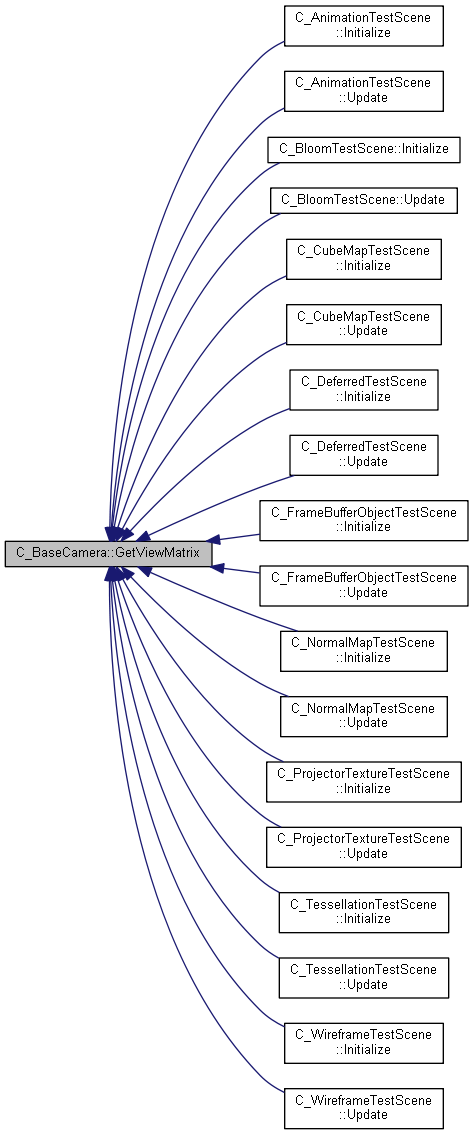 C_AnimationTestScene
::Initialize
C_AnimationTestScene
::Update
C_BloomTestScene::Initialize
C_BloomTestScene::Update
C_CubeMapTestScene
::Initialize
C_CubeMapTestScene
::Update
C_DeferredTestScene
::Initialize
C_DeferredTestScene
::Update
C_FrameBufferObjectTestScene
::Initialize
C_BaseCamera::GetViewMatrix
C_FrameBufferObjectTestScene
::Update
C_NormalMapTestScene
::Initialize
C_NormalMapTestScene
::Update
C_ProjectorTextureTestScene
::Initialize
C_ProjectorTextureTestScene
::Update
C_TessellationTestScene
::Initialize
C_TessellationTestScene
::Update
C_WireframeTestScene
::Initialize
C_WireframeTestScene
::Update